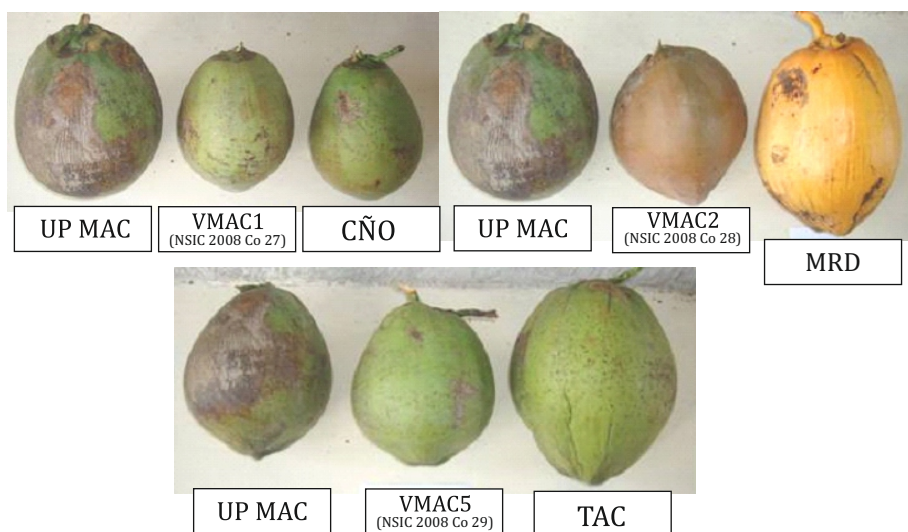 UP MAC
VMAC1
(NSIC 2008 Co 27)
CÑO
UP MAC
VMAC2
(NSIC 2008 Co 28)
MRD
UP MAC
VMAC5
(NSIC 2008 Co 29)
TAC